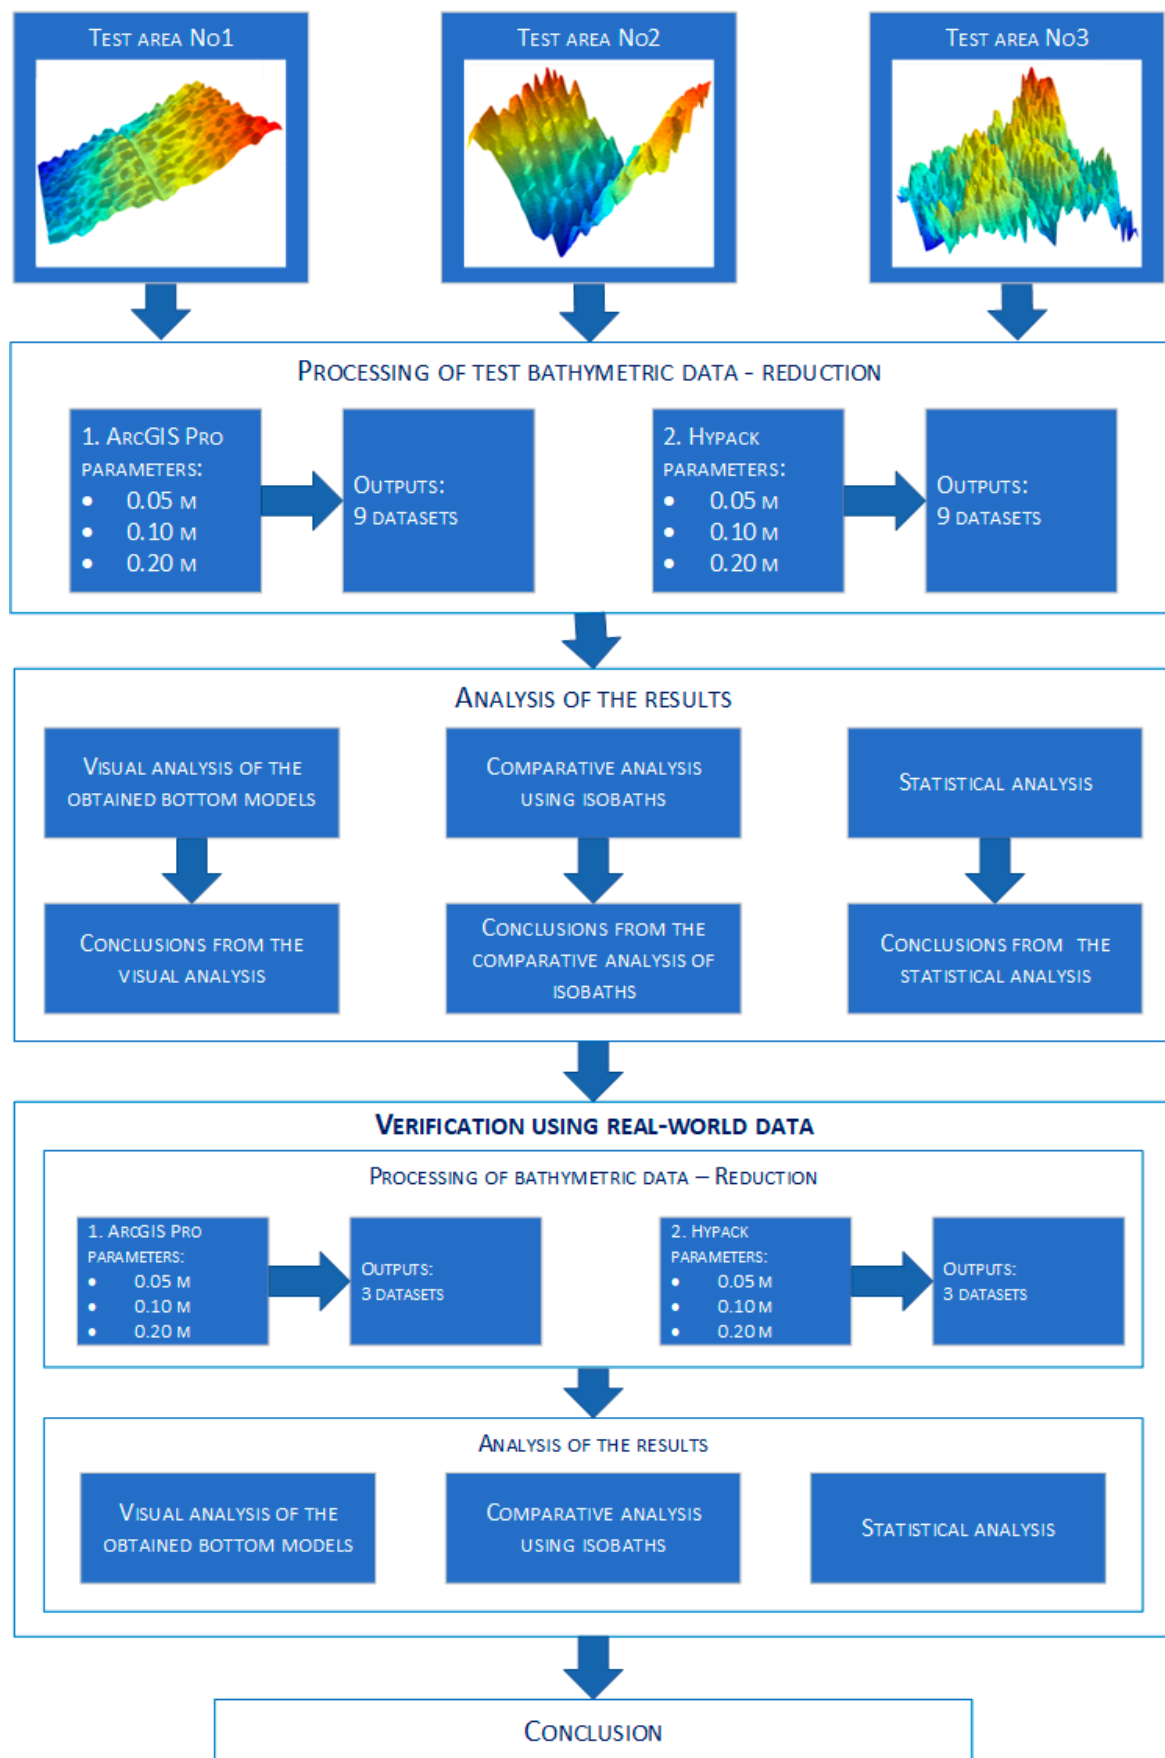 Test area No1
Test area No2
Test area No3
Processing of test bathymetric data - reduction
1. ArcGIS Pro
parameters:
• 0.05 m
• 0.10 m
• 0.20 m
Outputs:
9 datasets
2. Hypack
parameters:
• 0.05 m
• 0.10 m
• 0.20 m
Outputs:
9 datasets
Analysis of the results
Visual analysis of the
obtained bottom models
Comparative analysis
using isobaths
Statistical analysis
Conclusions from the
visual analysis
Conclusions from the
comparative analysis of
isobaths
Conclusions from the
statistical analysis
Verification using real-world data
Processing of bathymetric data – Reduction
1. ArcGIS Pro
parameters:
• 0.05 m
• 0.10 m
• 0.20 m
Outputs:
3 datasets
2. Hypack
parameters:
• 0.05 m
• 0.10 m
• 0.20 m
Outputs:
3 datasets
Analysis of the results
Visual analysis of the
obtained bottom models
Comparative analysis
using isobaths
Statistical analysis
Conclusion